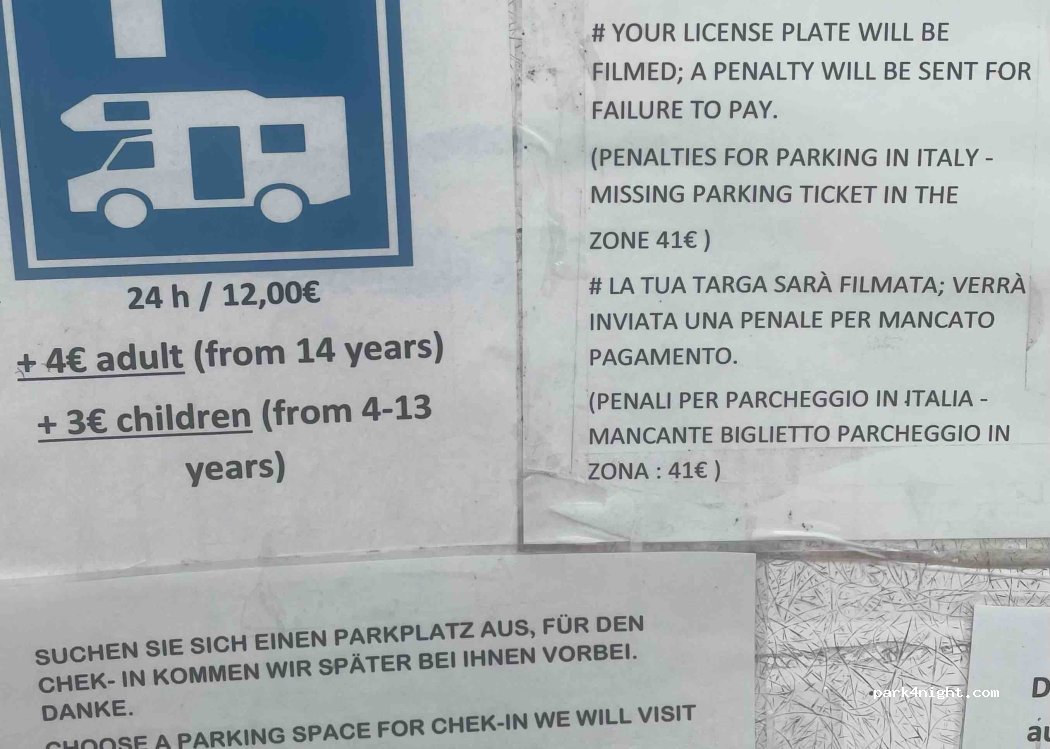 24 h / 12,00€
+ 4€ adult (from 14 years)
+ 3€ children (from 4-13
years)
# YOUR LICENSE PLATE WILL BE
FILMED; A PENALTY WILL BE SENT FOR
FAILURE TO PAY.
(PENALTIES FOR PARKING IN ITALY -
MISSING PARKING TICKET IN THE
ZONE 41€ )
# LA TUA TARGA SARÀ FILMATA; VERRÀ
INVIATA UNA PENALE PER MANCATO
PAGAMENTO.
(PENALI PER PARCHEGGIO IN ITALIA -
MANCANTE BIGLIETTO PARCHEGGIO IN
ZONA : 41€ )
SUCHEN SIE SICH EINEN PARKPLATZ AUS, FÜR DEN
CHEK- IN KOMMEN WIR SPÄTER BEI IHNEN VORBEI.
DANKE.
CHOOSE A PARKING SPACE FOR CHEK-IN WE WILL VISIT
park4night.com